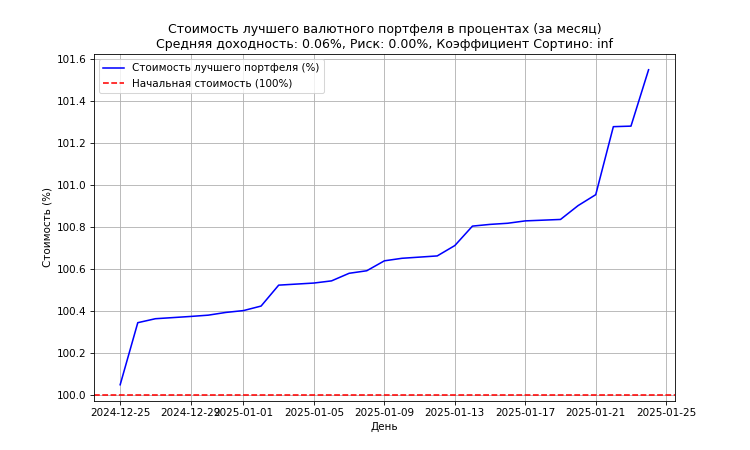 Стоимость лучшего валютного портфеля в процентах (за месяц)
Средняя доходность: 0.06%, Риск: 0.00%, Коэффициент Сортино: inf
Стоимость лучшего портфеля (%)
Начальная стоимость (100%)
101.6
101.4
101.2
101.0
100.8
100.6
100.4
100.2
100.0
Стоимость (%)
2024-12-25 2024-12-29 2025-01-01 2025-01-05 2025-01-09 2025-01-13 2025-01-17 2025-01-21 2025-01-25
День